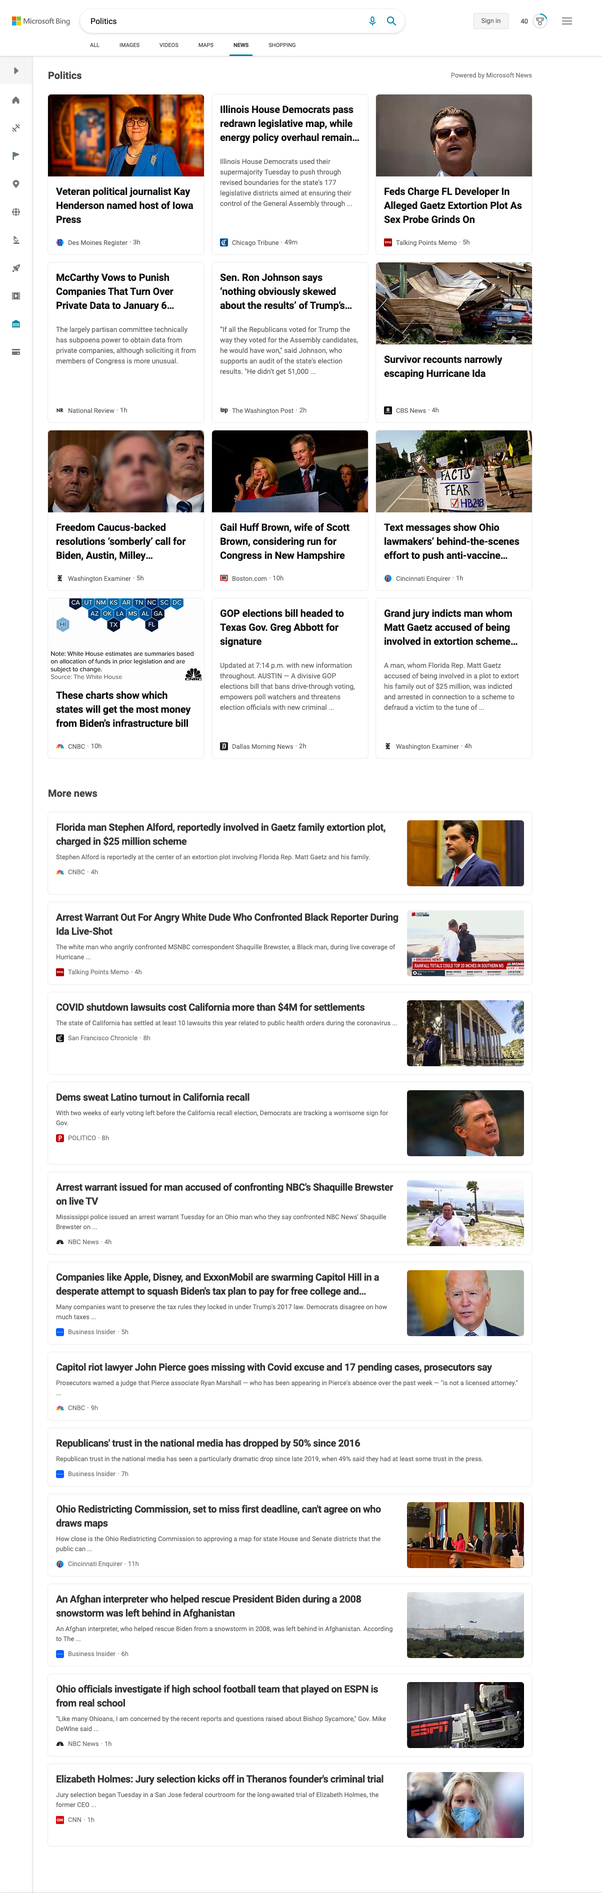 Microsoft Bing
Politics
Sign in
40
ALL
IMAGES
VIDEOS
MAPS
NEWS
SHOPPING
Politics
Powered by Microsoft News
Veteran political journalist Kay
Henderson named host of Iowa
Press
Des Moines Register · 3h
Illinois House Democrats pass
redrawn legislative map, while
energy policy overhaul remain...
Illinois House Democrats used their
supermajority Tuesday to push through
revised boundaries for the state's 177
legislative districts aimed at ensuring their
control of the General Assembly through ...
Chicago Tribune · 49m
Feds Charge FL Developer In
Alleged Gaetz Extortion Plot As
Sex Probe Grinds On
Talking Points Memo · 5h
McCarthy Vows to Punish
Companies That Turn Over
Private Data to January 6...
The largely partisan committee technically
has subpoena power to obtain data from
private companies, although soliciting it from
members of Congress is more unusual.
NR
National Review · 1h
Sen. Ron Johnson says
‘nothing obviously skewed
about the results’ of Trump’s...
"If all the Republicans voted for Trump the
way they voted for the Assembly candidates,
he would have won," said Johnson, who
supports an audit of the state's election
results. "He didn't get 51,000 ...
wp
The Washington Post · 2h
Survivor recounts narrowly
escaping Hurricane Ida
CBS News · 4h
Freedom Caucus-backed
resolutions ‘somberly’ call for
Biden, Austin, Milley...
Washington Examiner · 5h
Gail Huff Brown, wife of Scott
Brown, considering run for
Congress in New Hampshire
Boston.com · 10h
FACTS
FEAR
HB248
Text messages show Ohio
lawmakers’ behind-the-scenes
effort to push anti-vaccine...
Cincinnati Enquirer · 1h
CA UT NM KS AR TN NC SC DC
AZ OK LA MS AL GA
HI TX FL
Note: White House estimates are summaries based
on allocation of funds in prior legislation and are
subject to change.
Source: The White House
CNBC
These charts show which
states will get the most money
from Biden's infrastructure bill
CNBC · 10h
GOP elections bill headed to
Texas Gov. Greg Abbott for
signature
Updated at 7:14 p.m. with new information
throughout. AUSTIN — A divisive GOP
elections bill that bans drive-through voting,
empowers poll watchers and threatens
election officials with new criminal ...
Dallas Morning News · 2h
Grand jury indicts man whom
Matt Gaetz accused of being
involved in extortion scheme...
A man, whom Florida Rep. Matt Gaetz
accused of being involved in a plot to extort
his family out of $25 million, was indicted
and arrested in connection to a scheme to
defraud a victim to the tune of ...
Washington Examiner · 4h
More news
Florida man Stephen Alford, reportedly involved in Gaetz family extortion plot,
charged in $25 million scheme
Stephen Alford is reportedly at the center of an extortion plot involving Florida Rep. Matt Gaetz and his family.
CNBC · 4h
Arrest Warrant Out For Angry White Dude Who Confronted Black Reporter During
Ida Live-Shot
The white man who angrily confronted MSNBC correspondent Shaquille Brewster, a Black man, during live coverage of
Hurricane ...
Talking Points Memo · 4h
RAINFALL TOTALS COULD TOP 20 INCHES IN SOUTHERN MS
COVID shutdown lawsuits cost California more than $4M for settlements
The state of California has settled at least 10 lawsuits this year related to public health orders during the coronavirus ...
San Francisco Chronicle · 8h
Dems sweat Latino turnout in California recall
With two weeks of early voting left before the California recall election, Democrats are tracking a worrisome sign for
Gov.
POLITICO · 8h
Arrest warrant issued for man accused of confronting NBC's Shaquille Brewster
on live TV
Mississippi police issued an arrest warrant Tuesday for an Ohio man who they say confronted NBC News' Shaquille
Brewster on ...
NBC News · 4h
Companies like Apple, Disney, and ExxonMobil are swarming Capitol Hill in a
desperate attempt to squash Biden's tax plan to pay for free college and...
Many companies want to preserve the tax rules they locked in under Trump's 2017 law. Democrats disagree on how
much taxes ...
Business Insider · 5h
Capitol riot lawyer John Pierce goes missing with Covid excuse and 17 pending cases, prosecutors say
Prosecutors warned a judge that Pierce associate Ryan Marshall — who has been appearing in Pierce's absence over the past week — "is not a licensed attorney."
...
CNBC · 9h
Republicans' trust in the national media has dropped by 50% since 2016
Republican trust in the national media has seen a particularly dramatic drop since late 2019, when 49% said they had at least some trust in the press.
Business Insider · 7h
Ohio Redistricting Commission, set to miss first deadline, can't agree on who
draws maps
How close is the Ohio Redistricting Commission to approving a map for state House and Senate districts that the
public can ...
Cincinnati Enquirer · 11h
An Afghan interpreter who helped rescue President Biden during a 2008
snowstorm was left behind in Afghanistan
An Afghan interpreter, who helped rescue Biden from a snowstorm in 2008, was left behind in Afghanistan. According
to The ...
Business Insider · 6h
Ohio officials investigate if high school football team that played on ESPN is
from real school
"Like many Ohioans, I am concerned by the recent reports and questions raised about Bishop Sycamore," Gov. Mike
DeWine said ...
NBC News · 1h
ESPN
Elizabeth Holmes: Jury selection kicks off in Theranos founder's criminal trial
Jury selection began Tuesday in a San Jose federal courtroom for the long-awaited trial of Elizabeth Holmes, the
former CEO ...
CNN · 1h